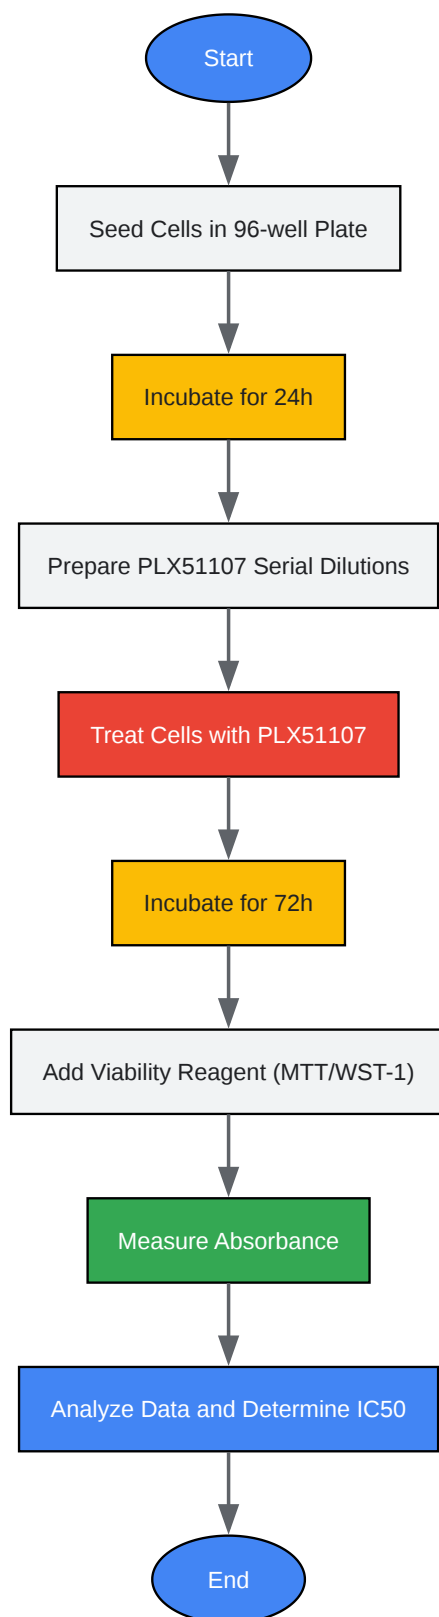 Start
Seed Cells in 96-well Plate
Incubate for 24h
Prepare PLX51107 Serial Dilutions
Treat Cells with PLX51107
Incubate for 72h
Add Viability Reagent (MTT/WST-1)
Measure Absorbance
Analyze Data and Determine IC50
End